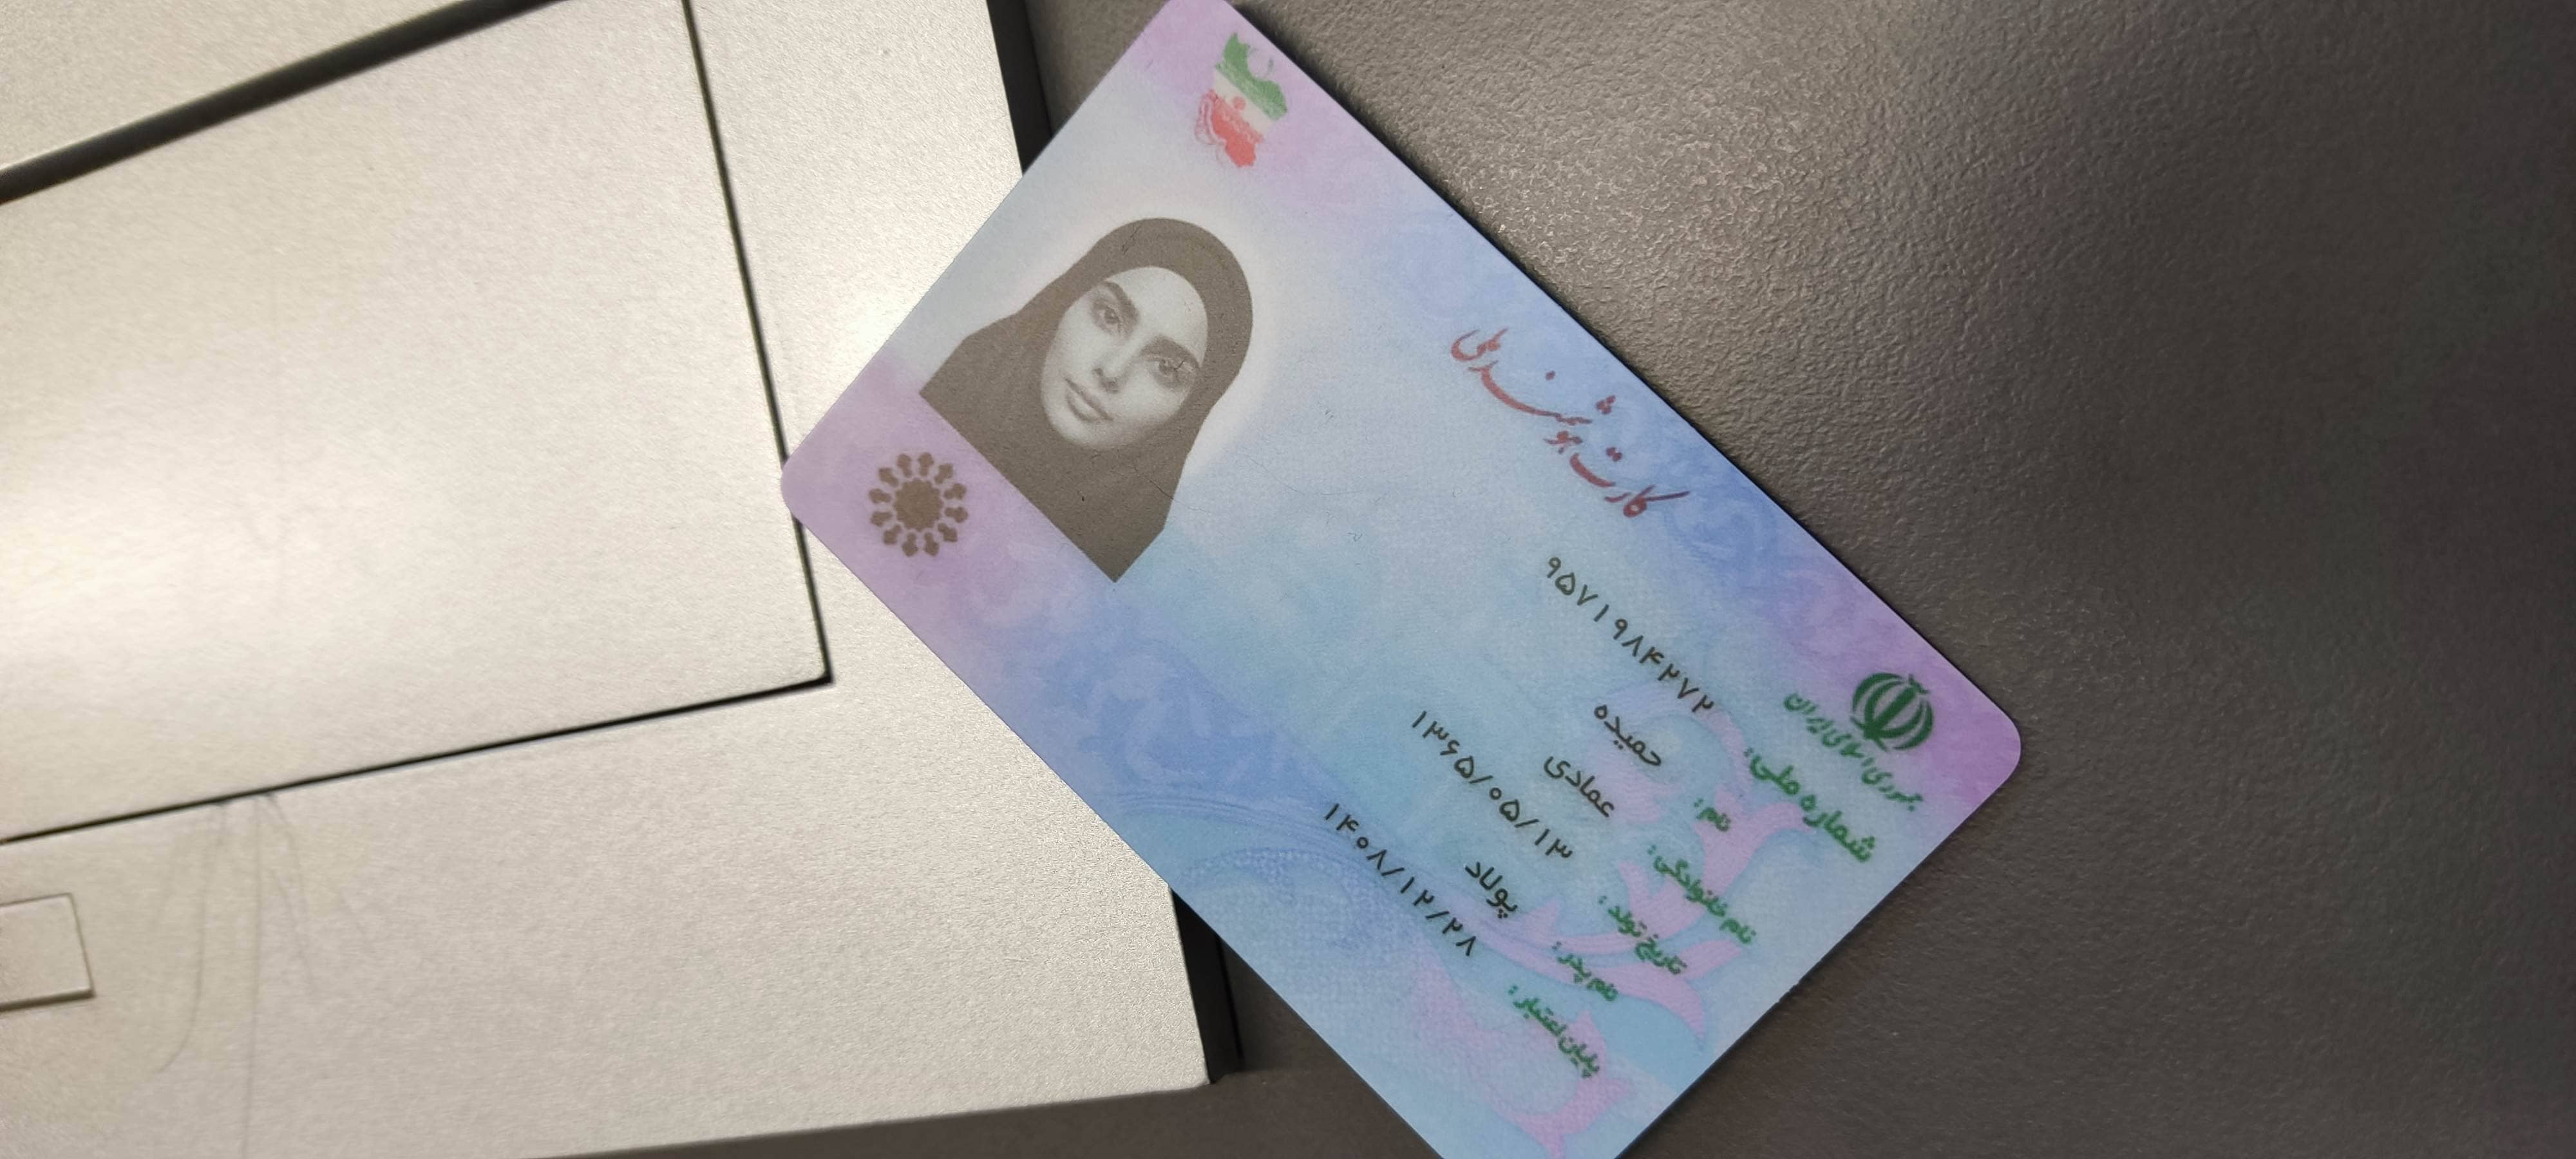 جمهوری اسلامی ایران
کارت هوشمند ملی
شماره ملی: ۹۵۷۱۹۸۴۲۷۲
نام: حمیده
نام خانوادگی: عمادی
تاریخ تولد: ۱۳۶۵/۰۵/۱۳
نام پدر: پولاد
پایان اعتبار: ۱۴۰۸/۱۲/۲۸